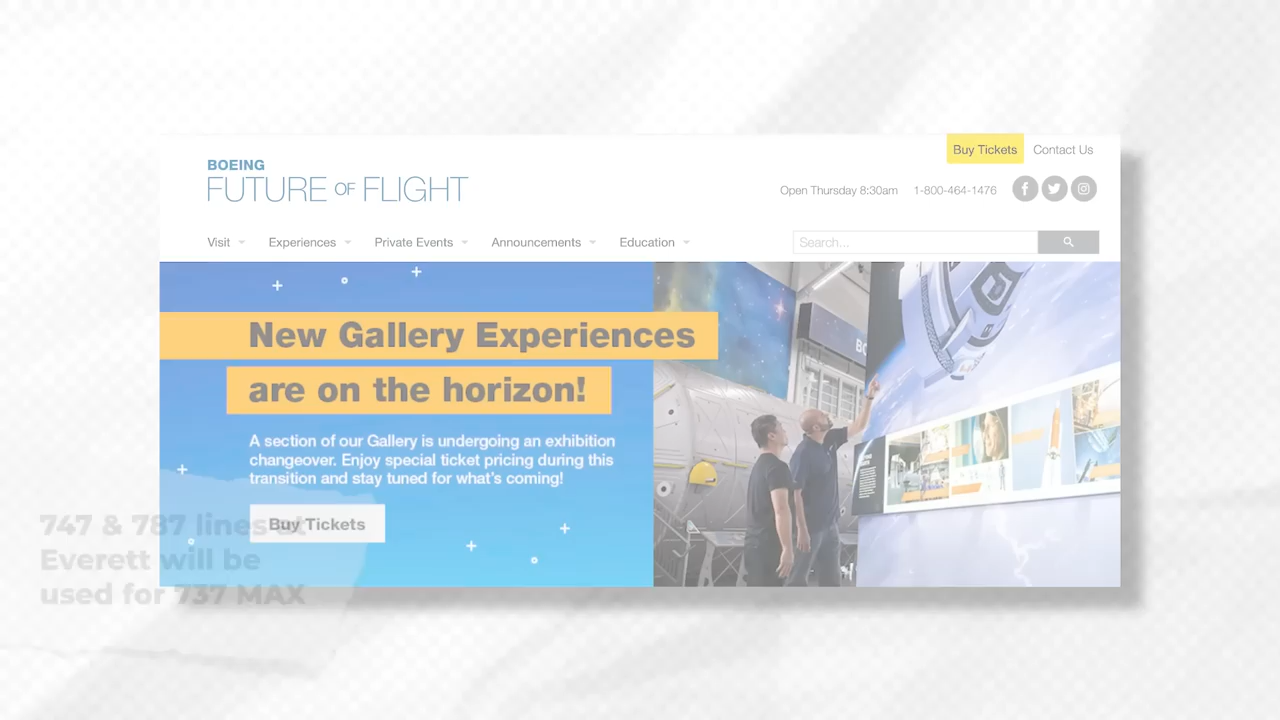 Buy Tickets Contact Us
BOEING
FUTURE OF FLIGHT
Open Thursday 8:30am 1-800-464-1476
Visit Experiences Private Events Announcements Education Search...
New Gallery Experiences
are on the horizon!
A section of our Gallery is undergoing an exhibition
changeover. Enjoy special ticket pricing during this
transition and stay tuned for what's coming!
Buy Tickets
747 & 787 lines at
Everett will be
used for 737 MAX